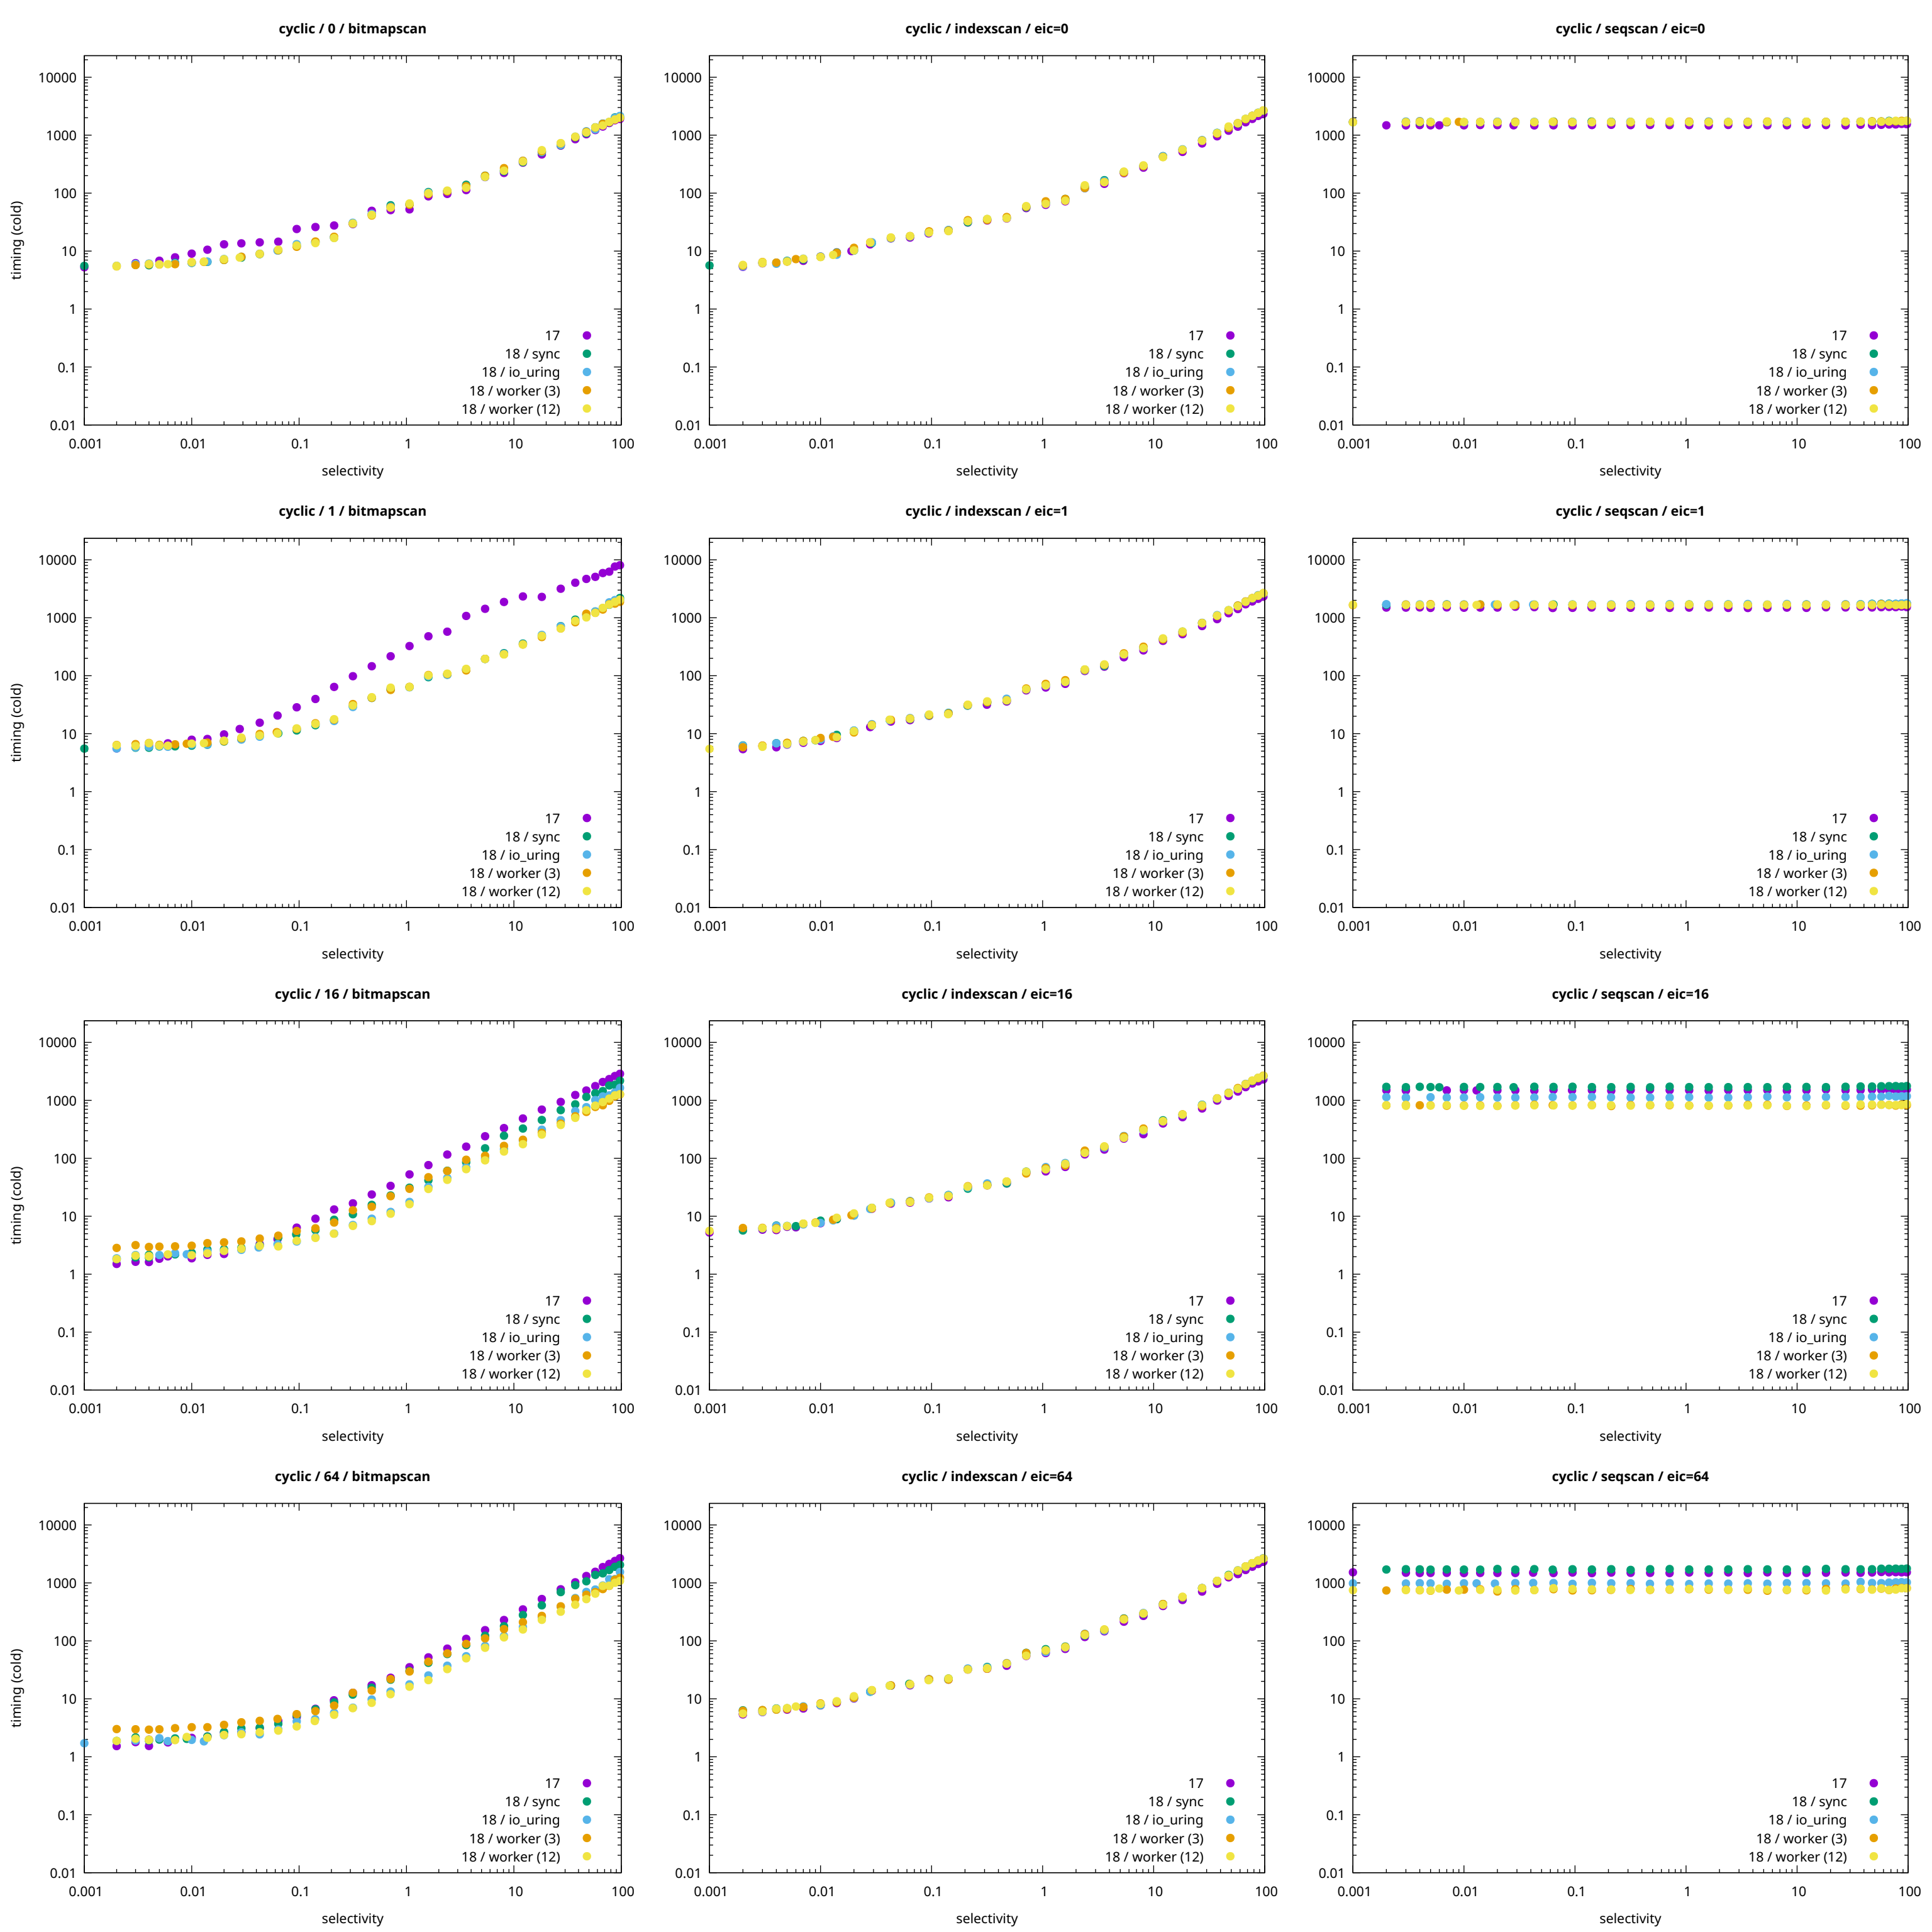 cyclic / 0 / bitmapscan
timing (cold)
10000
1000
100
10
1
0.1
0.01
0.001 0.01 0.1 1 10 100
selectivity
17
18 / sync
18 / io_uring
18 / worker (3)
18 / worker (12)
cyclic / indexscan / eic=0
10000
1000
100
10
1
0.1
0.01
0.001 0.01 0.1 1 10 100
selectivity
17
18 / sync
18 / io_uring
18 / worker (3)
18 / worker (12)
cyclic / seqscan / eic=0
10000
1000
100
10
1
0.1
0.01
0.001 0.01 0.1 1 10 100
selectivity
17
18 / sync
18 / io_uring
18 / worker (3)
18 / worker (12)
cyclic / 1 / bitmapscan
timing (cold)
10000
1000
100
10
1
0.1
0.01
0.001 0.01 0.1 1 10 100
selectivity
17
18 / sync
18 / io_uring
18 / worker (3)
18 / worker (12)
cyclic / indexscan / eic=1
10000
1000
100
10
1
0.1
0.01
0.001 0.01 0.1 1 10 100
selectivity
17
18 / sync
18 / io_uring
18 / worker (3)
18 / worker (12)
cyclic / seqscan / eic=1
10000
1000
100
10
1
0.1
0.01
0.001 0.01 0.1 1 10 100
selectivity
17
18 / sync
18 / io_uring
18 / worker (3)
18 / worker (12)
cyclic / 16 / bitmapscan
timing (cold)
10000
1000
100
10
1
0.1
0.01
0.001 0.01 0.1 1 10 100
selectivity
17
18 / sync
18 / io_uring
18 / worker (3)
18 / worker (12)
cyclic / indexscan / eic=16
10000
1000
100
10
1
0.1
0.01
0.001 0.01 0.1 1 10 100
selectivity
17
18 / sync
18 / io_uring
18 / worker (3)
18 / worker (12)
cyclic / seqscan / eic=16
10000
1000
100
10
1
0.1
0.01
0.001 0.01 0.1 1 10 100
selectivity
17
18 / sync
18 / io_uring
18 / worker (3)
18 / worker (12)
cyclic / 64 / bitmapscan
timing (cold)
10000
1000
100
10
1
0.1
0.01
0.001 0.01 0.1 1 10 100
selectivity
17
18 / sync
18 / io_uring
18 / worker (3)
18 / worker (12)
cyclic / indexscan / eic=64
10000
1000
100
10
1
0.1
0.01
0.001 0.01 0.1 1 10 100
selectivity
17
18 / sync
18 / io_uring
18 / worker (3)
18 / worker (12)
cyclic / seqscan / eic=64
10000
1000
100
10
1
0.1
0.01
0.001 0.01 0.1 1 10 100
selectivity
17
18 / sync
18 / io_uring
18 / worker (3)
18 / worker (12)